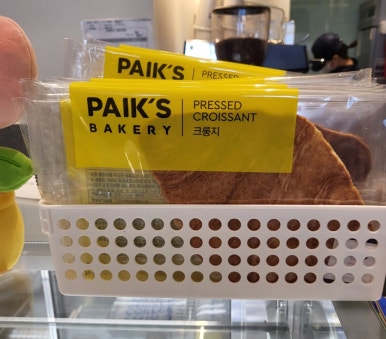 PAIK'S
PRESSED
PAIK'S
BAKERY
PRESSED
CROISSANT
크룽지